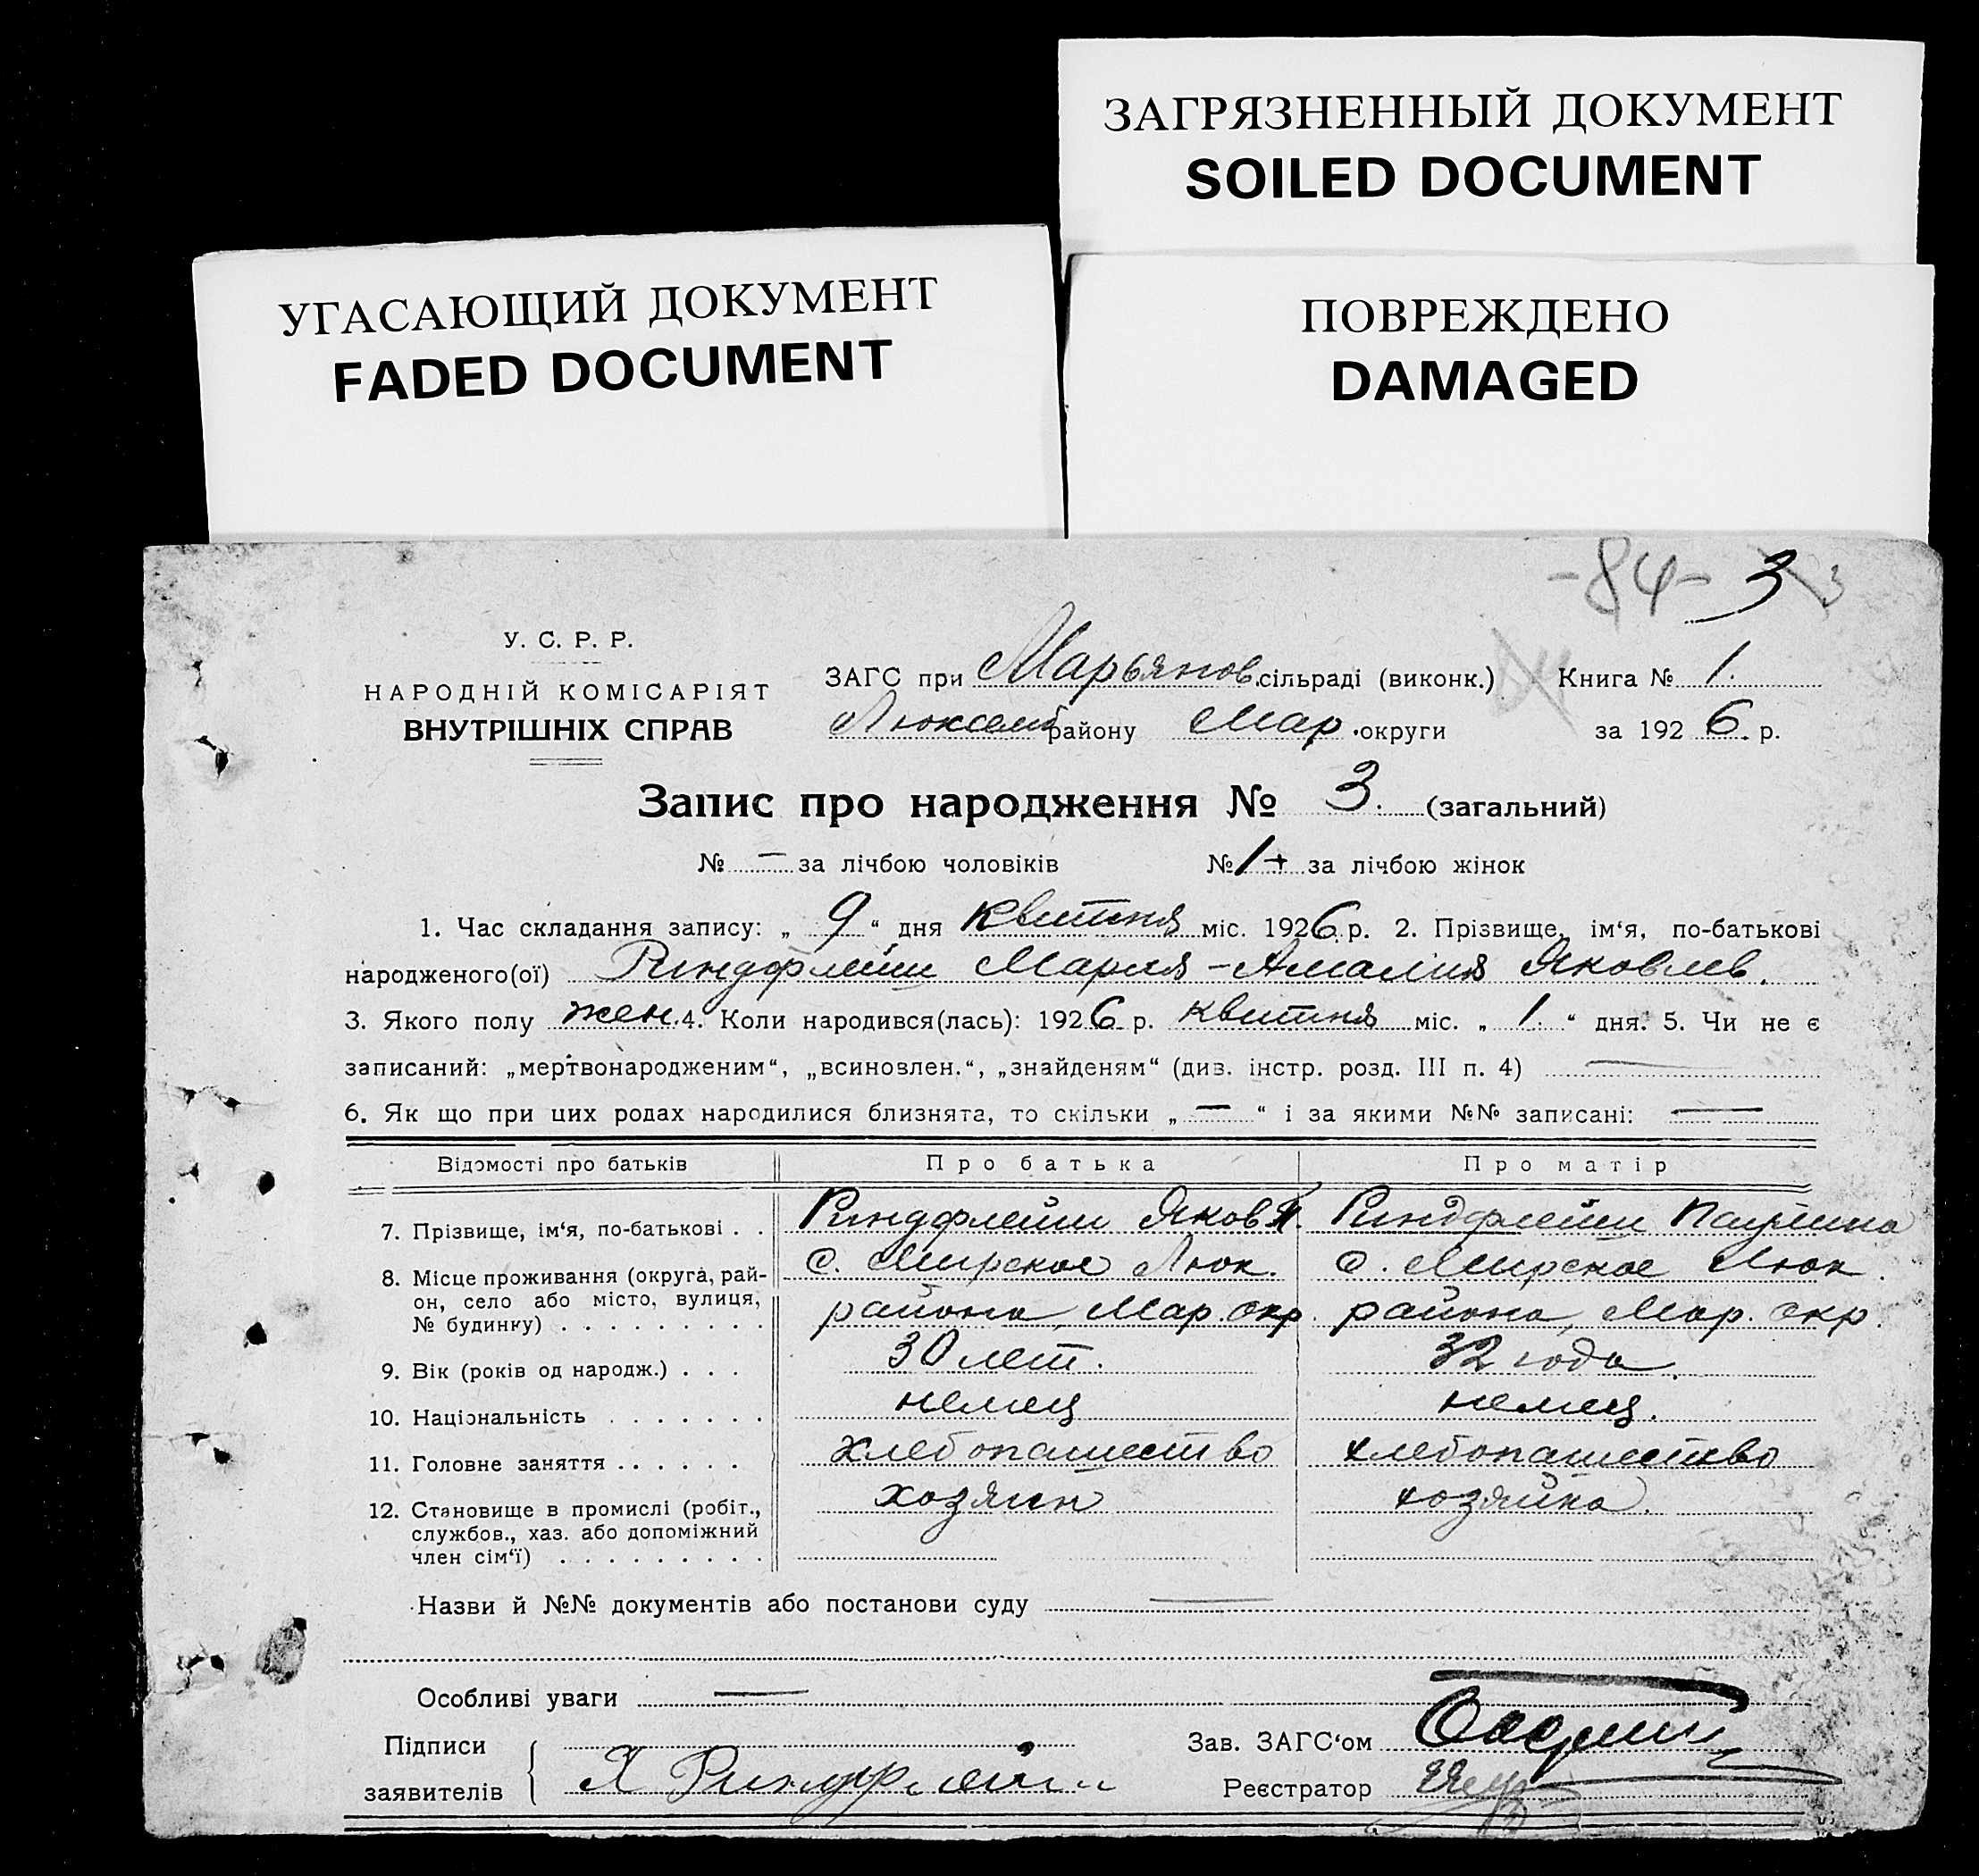 ЗАГРЯЗНЕННЫЙ ДОКУМЕНТ
SOILED DOCUMENT
УГАСАЮЩИЙ ДОКУМЕНТ
FADED DOCUMENT
ПОВРЕЖДЕНО
DAMAGED
-84- 3 3
У. С. Р. Р.
НАРОДНІЙ КОМІСАРІЯТ
ВНУТРІШНІХ СПРАВ
ЗАГС при Марьянов. сільраді (виконк.) Книга № 1.
Люксемб району Мар. округи за 1926. р.
Запис про народження № 3. (загальний)
№ — за лічбою чоловіків № 1 за лічбою жінок
1. Час складання запису: „ 9 “ дня квитня міс. 1926 р. 2. Прізвище, ім‘я, по-батькові
народженого(ої) Риндфлейш Мария-Амалия Яковлев.
3. Якого полу жен. 4. Коли народився(лась): 1926 р. квитня міс. „ 1 “ дня. 5. Чи не є
записаний: „мертвонародженим“, „всиновлен.“, „знайденям“ (див. інстр. розд. III п. 4) —
6. Як що при цих родах народилися близнята, то скільки „ — “ і за якими №№ записані: —
Відомості про батьків Про батька Про матір
7. Прізвище, ім‘я, по-батькові . . Риндфлейш Яков Я. Риндфлейш Паулина
8. Місце проживання (округа, рай- с. Мирское Люк. с. Мирское Люк.
он, село або місто, вулиця, района, Мар. окр. района, Мар. окр.
№ будинку) . . . . . . . . .
9. Вік (років од народж.) . . . 30 лет. 32 года.
10. Національність . . . . . . . немец немец.
11. Головне заняття . . . . . . хлебопашество хлебопашество
12. Становище в промислі (робіт., хозяин хозяйка.
службов., хаз. або допоміжний
член сім‘ї) . . . . . . . . .
Назви й №№ документів або постанови суду —
Особливі уваги —
Підписи Зав. ЗАГС‘ом
заявителів Я Риндфлейш Реєстратор